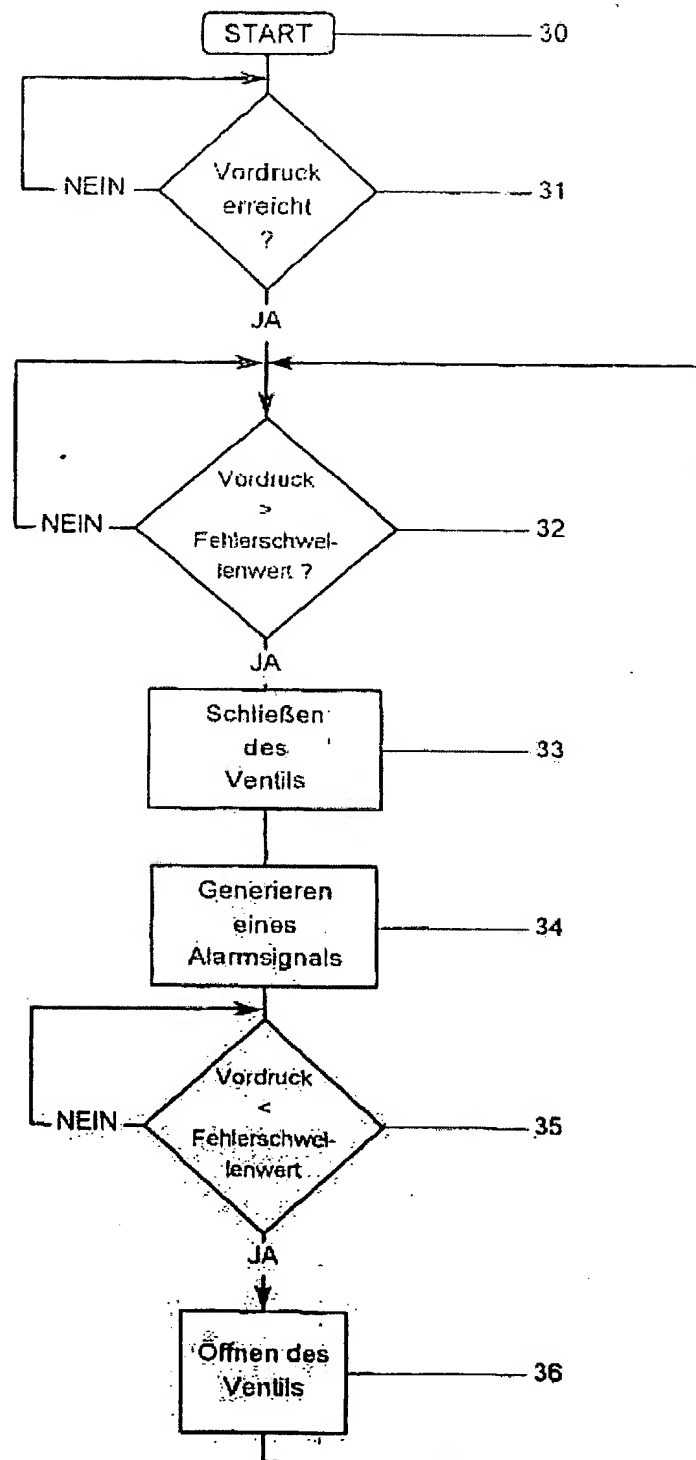 START
30
Vordruck
erreicht
?
31
NEIN
JA
Vordruck
>
Fehlerschwel-
lenwert ?
32
NEIN
JA
Schließen
des
Ventils
33
Generieren
eines
Alarmsignals
34
Vordruck
<
Fehlerschwel-
lenwert
35
NEIN
JA
Öffnen des
Ventils
36